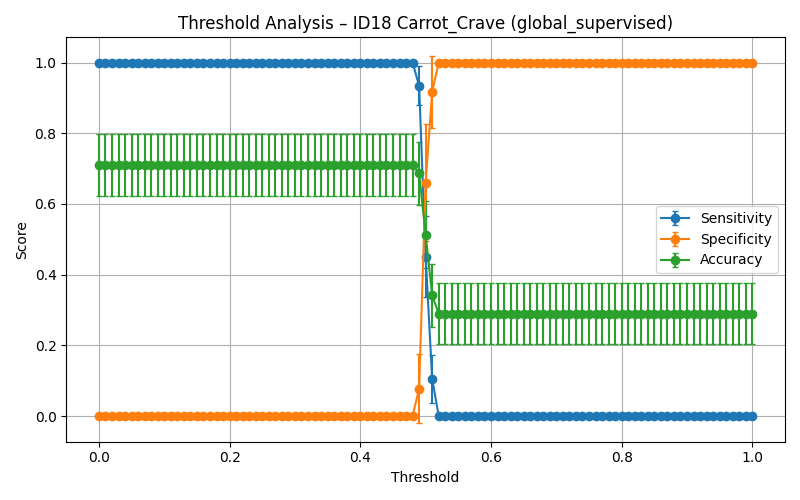 Threshold Analysis – ID18 Carrot_Crave (global_supervised)
Score
1.0
0.8
0.6
0.4
0.2
0.0
Sensitivity
Specificity
Accuracy
0.0 0.2 0.4 0.6 0.8 1.0
Threshold